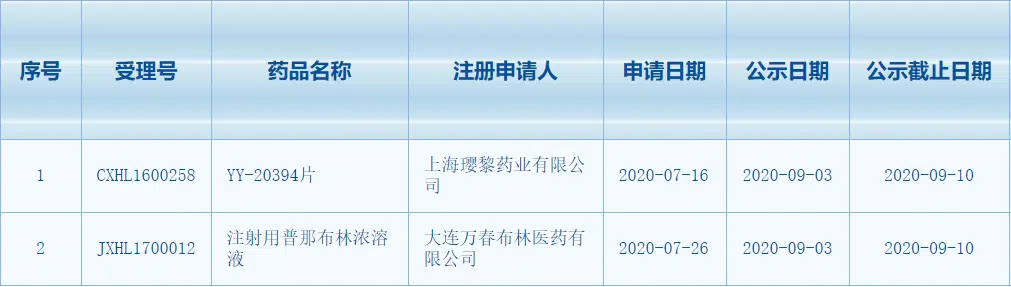 序号 受理号 药品名称 注册申请人 申请日期 公示日期 公示截止日期
1 CXHL1600258 YY-20394片 上海璎黎药业有限公 2020-07-16 2020-09-03 2020-09-10
司
2 JXHL1700012 注射用普那布林浓溶 大连万春布林医药有 2020-07-26 2020-09-03 2020-09-10
液 限公司